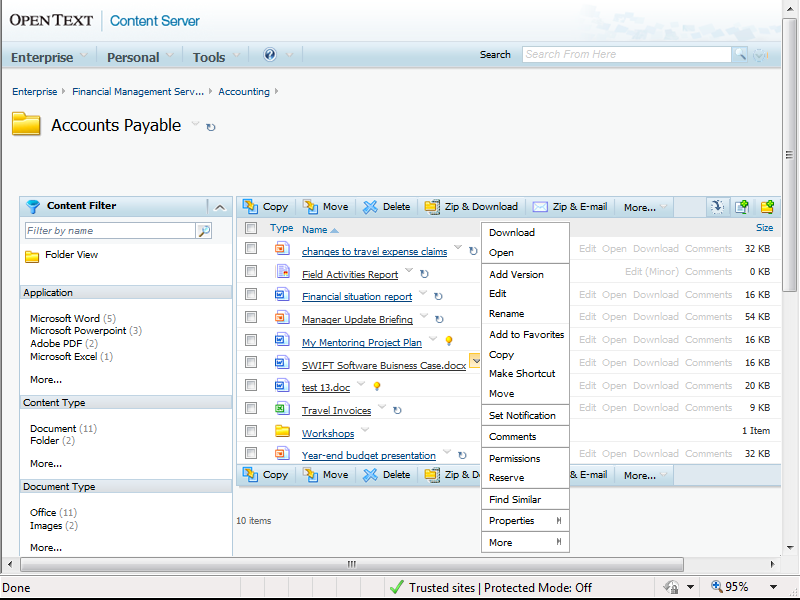 OPENTEXT | Content Server
Enterprise Personal Tools ?
Search Search From Here
Enterprise Financial Management Serv... Accounting
Accounts Payable
Content Filter
Filter by name
Folder View
Application
Microsoft Word (5)
Microsoft Powerpoint (3)
Adobe PDF (2)
Microsoft Excel (1)
More...
Content Type
Document (11)
Folder (2)
More...
Document Type
Office (11)
Images (2)
More...
Copy Move Delete Zip & Download Zip & E-mail More...
Type Name Size
changes to travel expense claims Edit Open Download Comments 32 KB
Field Activities Report Edit (Minor) Comments 0 KB
Financial situation report Edit Open Download Comments 16 KB
Manager Update Briefing Edit Open Download Comments 54 KB
My Mentoring Project Plan Edit Open Download Comments 16 KB
SWIFT Software Buisness Case.docx Edit Open Download Comments 16 KB
test 13.doc Edit Open Download Comments 20 KB
Travel Invoices Edit Open Download Comments 9 KB
Workshops 1 Item
Year-end budget presentation Edit Open Download Comments 32 KB
Copy Move Delete Zip & D & E-mail More...
10 items
Download
Open
Add Version
Edit
Rename
Add to Favorites
Copy
Make Shortcut
Move
Set Notification
Comments
Permissions
Reserve
Find Similar
Properties
More
Done Trusted sites | Protected Mode: Off 95%